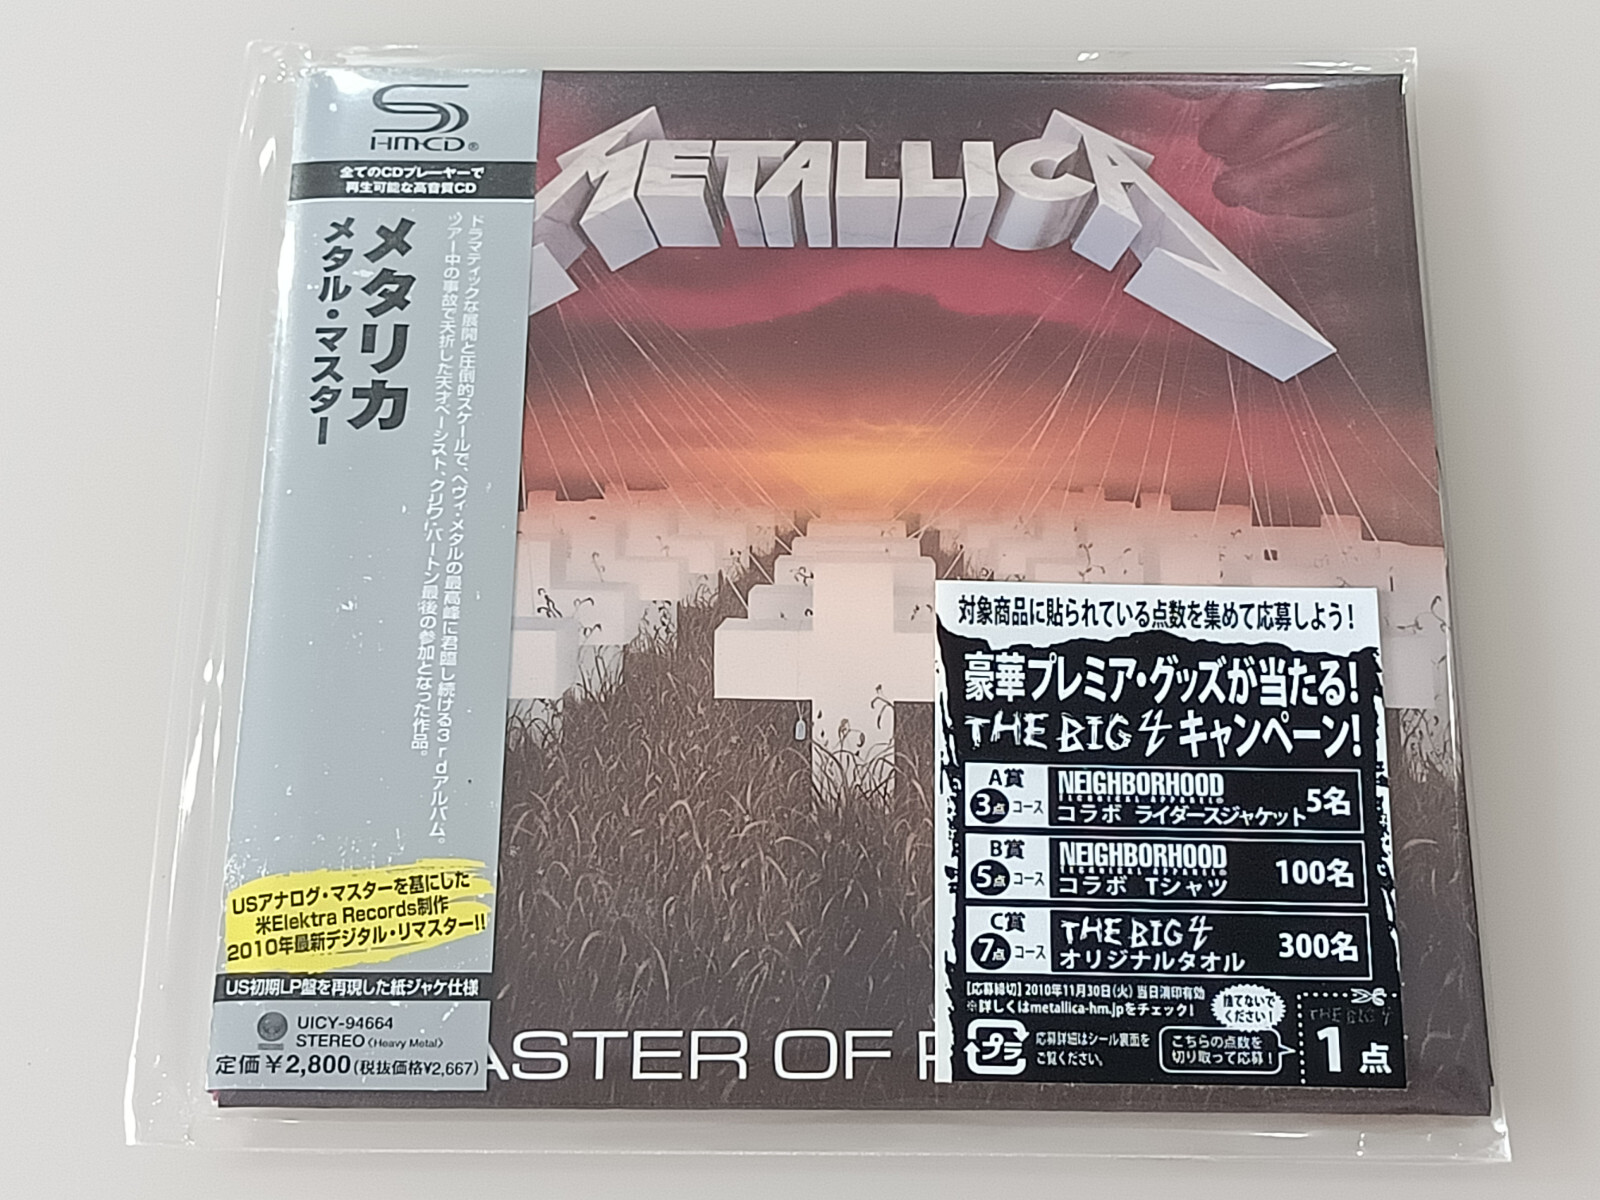 SHM-CD®
全てのCDプレーヤーで
再生可能な高音質CD
メタリカ
メタル・マスター
ドラマティックな展開と圧倒的スケールで、ヘヴィ・メタルの最高峰に君臨し続ける3rdアルバム。
ツアー中の事故で夭折した天才ベーシスト、クリフ・バートン最後の参加となった作品。
USアナログ・マスターを基にした
米Elektra Records制作
2010年最新デジタル・リマスター!!
US初期LP盤を再現した紙ジャケ仕様
UICY-94664
STEREO〈Heavy Metal〉
定価￥2,800(税抜価格¥2,667)
METALLICA
ASTER OF P
対象商品に貼られている点数を集めて応募しよう!
豪華プレミア・グッズが当たる!
THE BIG 4 キャンペーン!
A賞
3点コース
NEIGHBORHOOD
TECHNICAL APPAREL®
コラボ ライダースジャケット
5名
B賞
5点コース
NEIGHBORHOOD
TECHNICAL APPAREL®
コラボ Tシャツ
100名
C賞
7点コース
THE BIG 4
オリジナルタオル
300名
[応募締切] 2010年11月30日(火) 当日消印有効
※詳しくはmetallica-hm.jpをチェック!
捨てないで
ください!
プラ
応募詳細はシール裏面を
ご覧ください。
こちらの点数を
切り取って応募!
THE BIG 4
1点